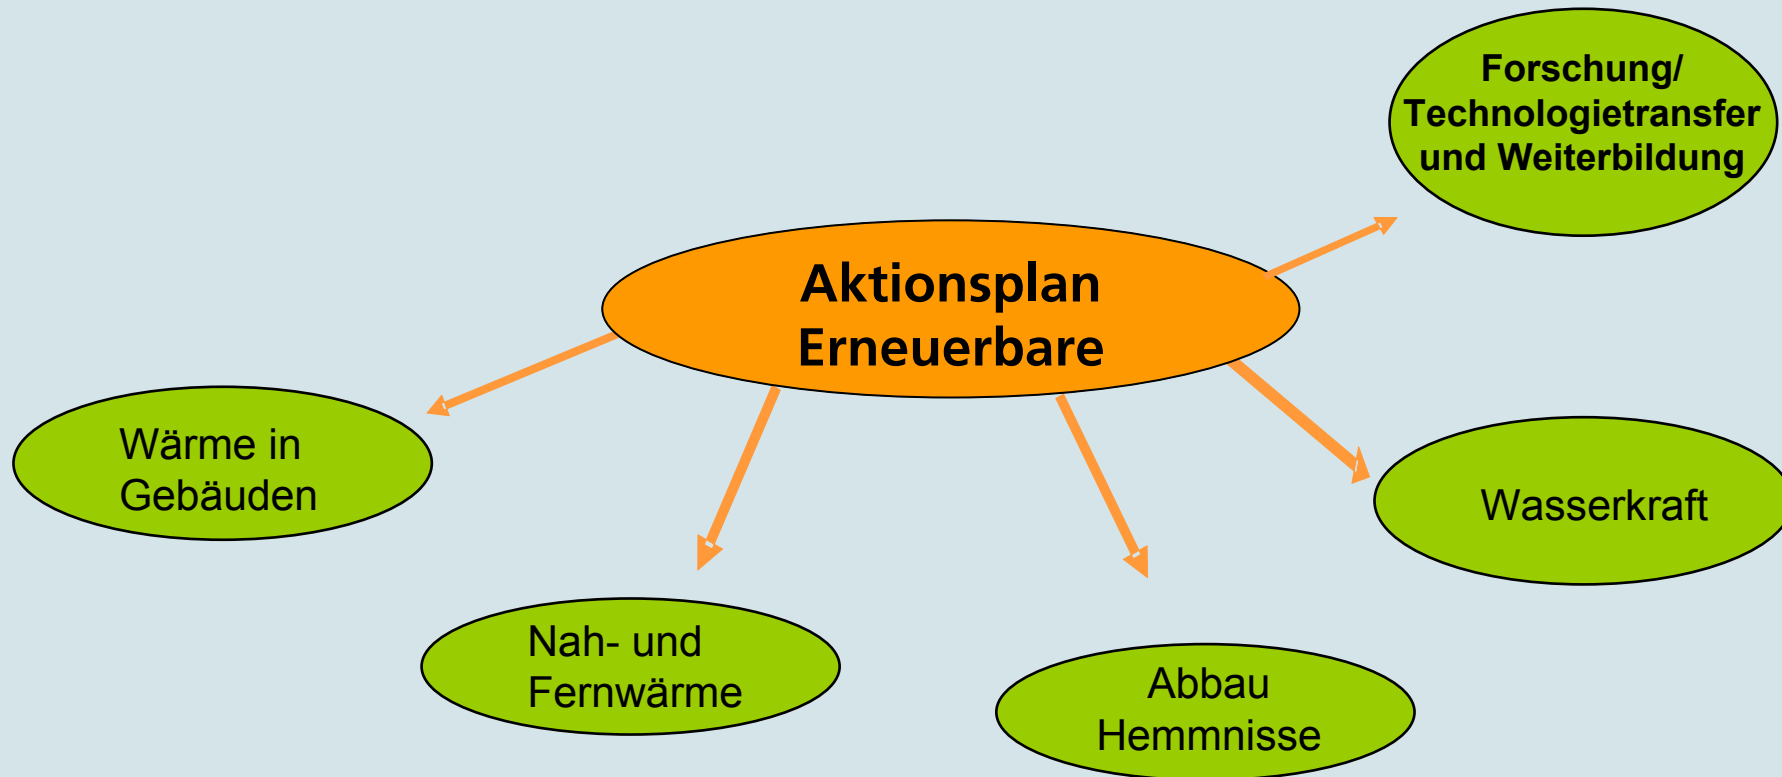 Forschung/
Technologietransfer
und Weiterbildung
Aktionsplan
Erneuerbare
Wärme in
Gebäuden
Wasserkraft
Nah- und
Fernwärme
Abbau
Hemmnisse